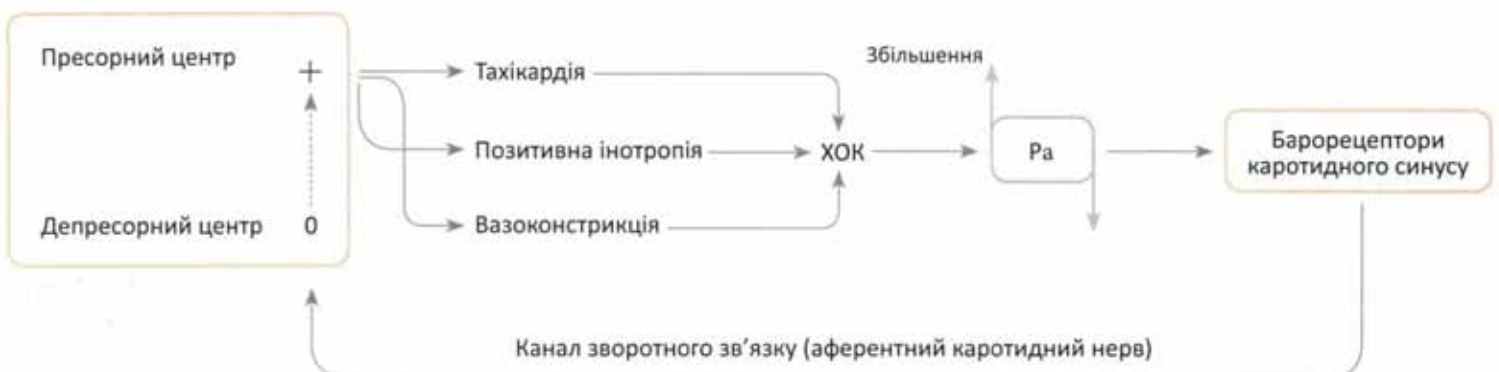 Пресорний центр
+
Депресорний центр 0
Тахікардія
Позитивна інотропія
Вазоконстрикція
ХОК
Збільшення
Pa
Барорецептори
каротидного синусу
Канал зворотного зв'язку (аферентний каротидний нерв)